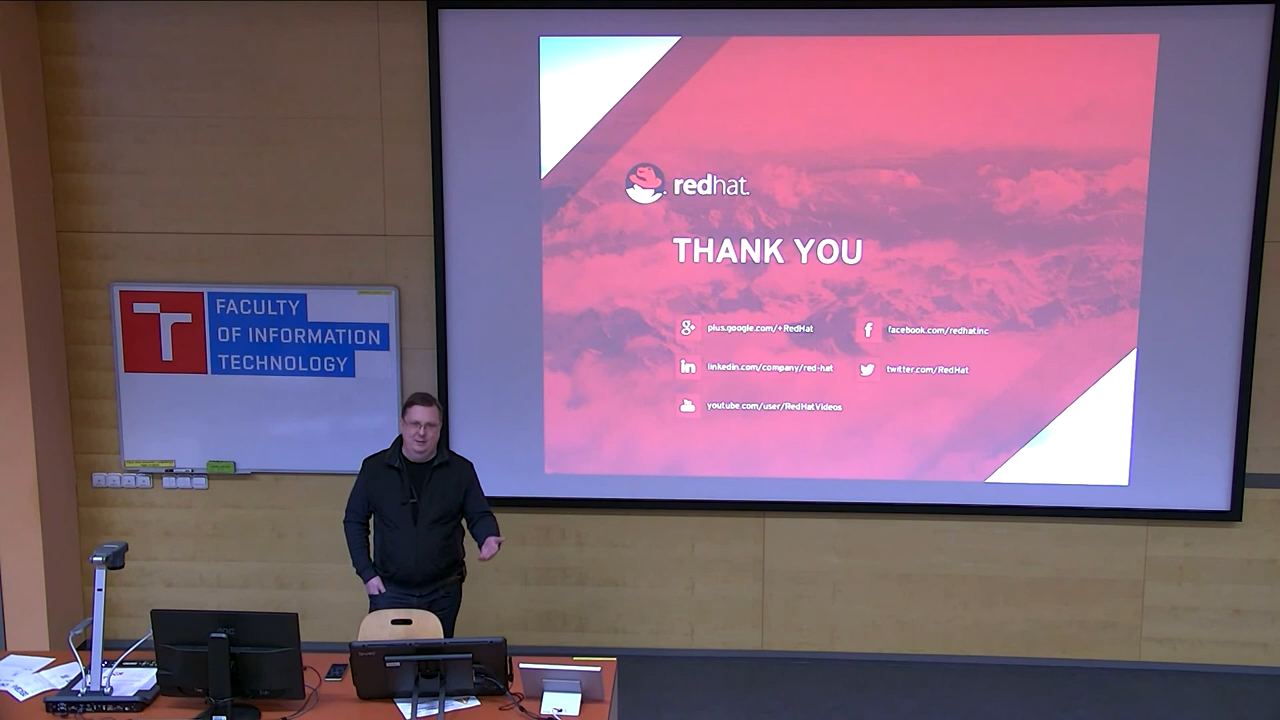 FACULTY
OF INFORMATION
TECHNOLOGY
redhat.
THANK YOU
g+ plus.google.com/+RedHat
f facebook.com/redhatinc
in linkedin.com/company/red-hat
twitter.com/RedHat
youtube.com/user/RedHatVideos